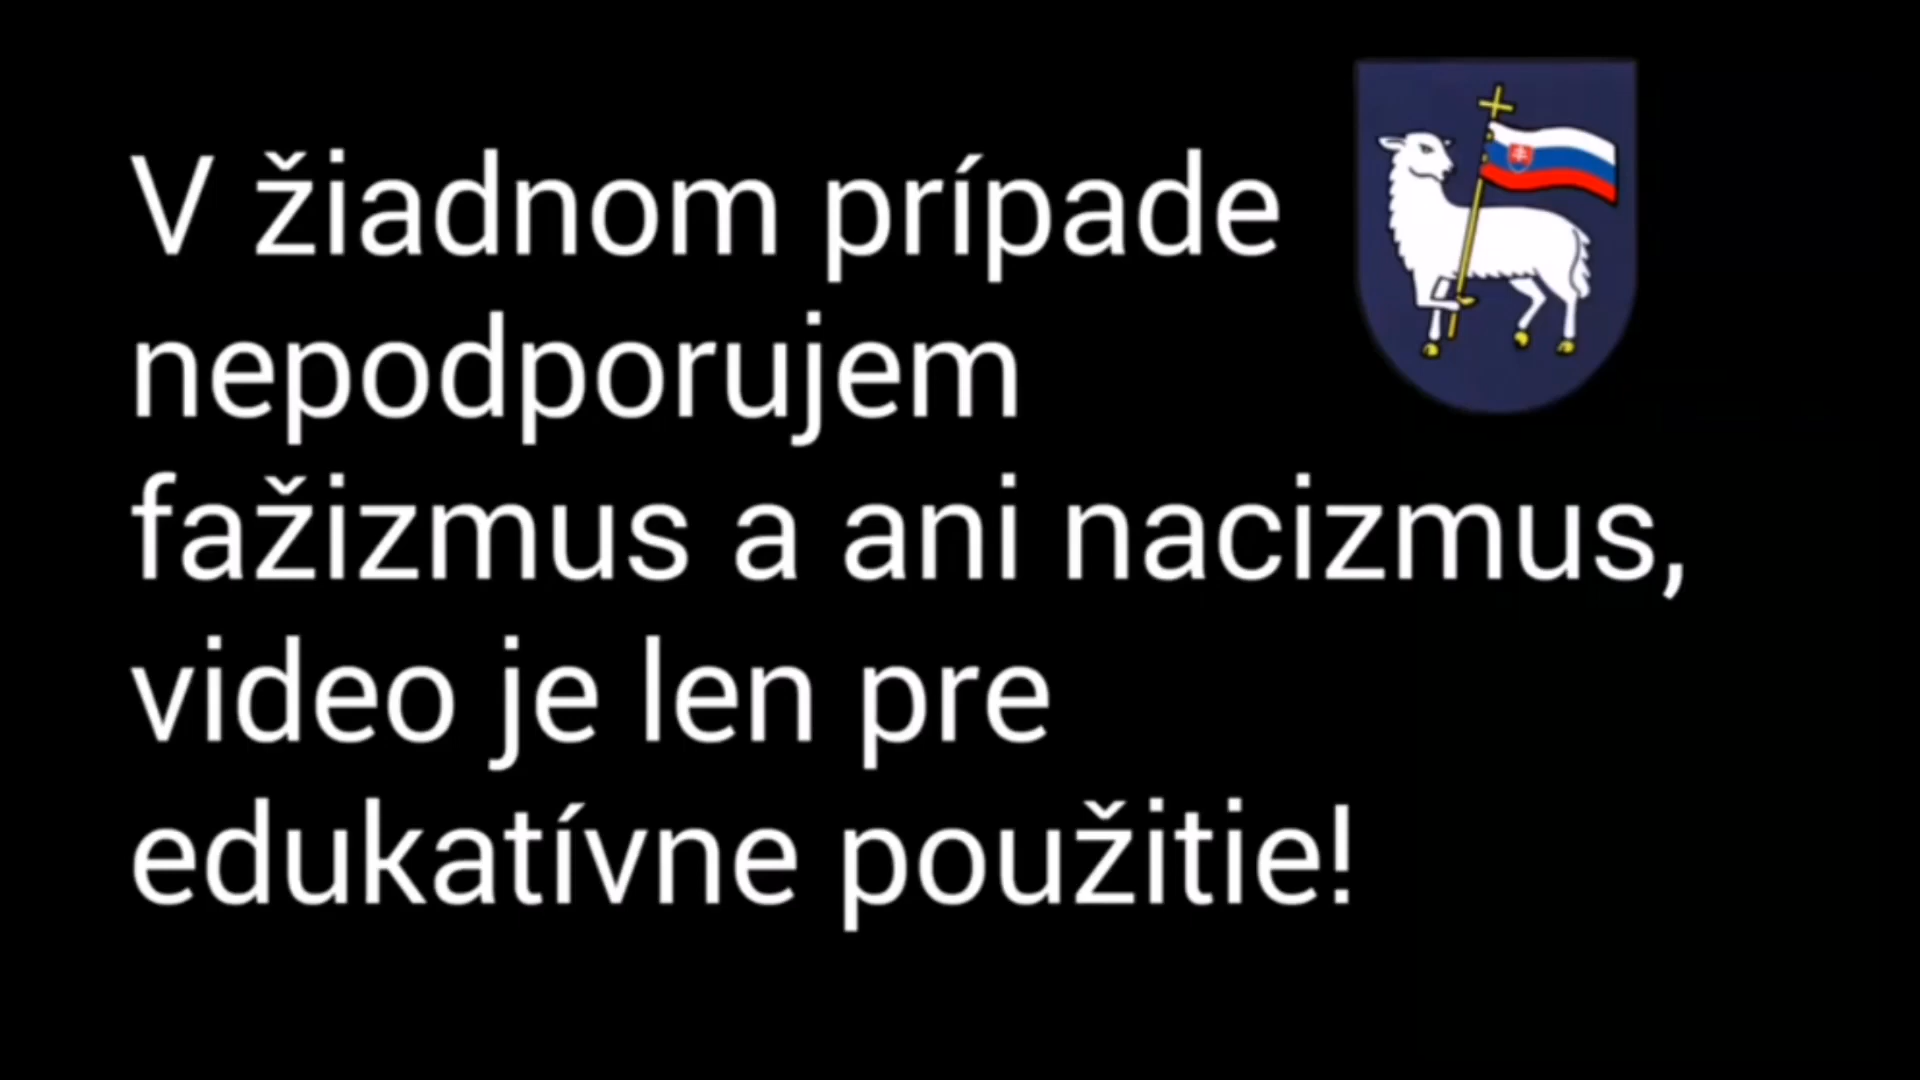 V žiadnom prípade
nepodporujem
fažizmus a ani nacizmus,
video je len pre
edukatívne použitie!